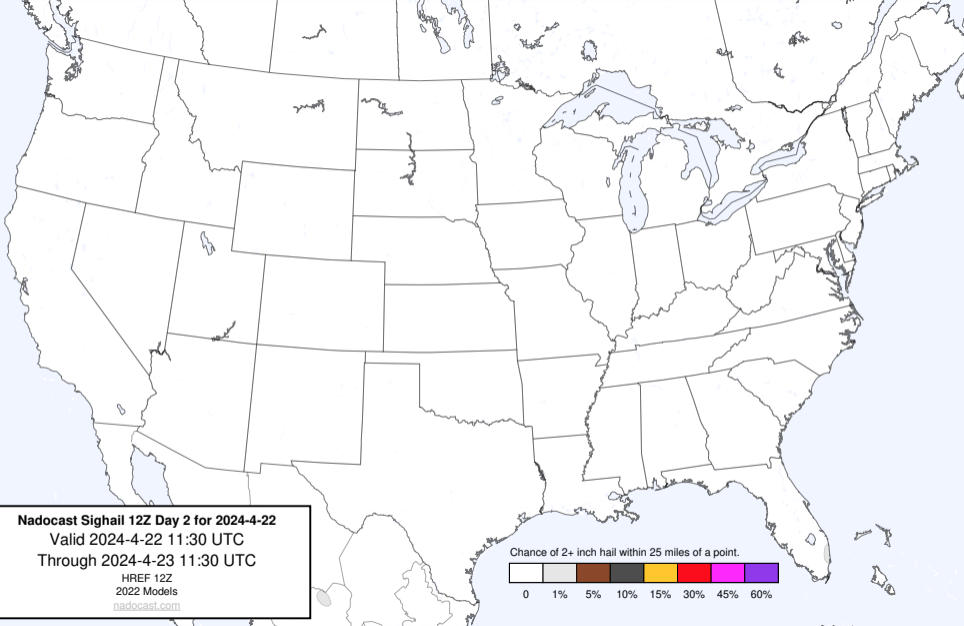 Nadocast Sighail 12Z Day 2 for 2024-4-22
Valid 2024-4-22 11:30 UTC
Through 2024-4-23 11:30 UTC
HREF 12Z
2022 Models
nadocast.com
Chance of 2+ inch hail within 25 miles of a point.
0 1% 5% 10% 15% 30% 45% 60%